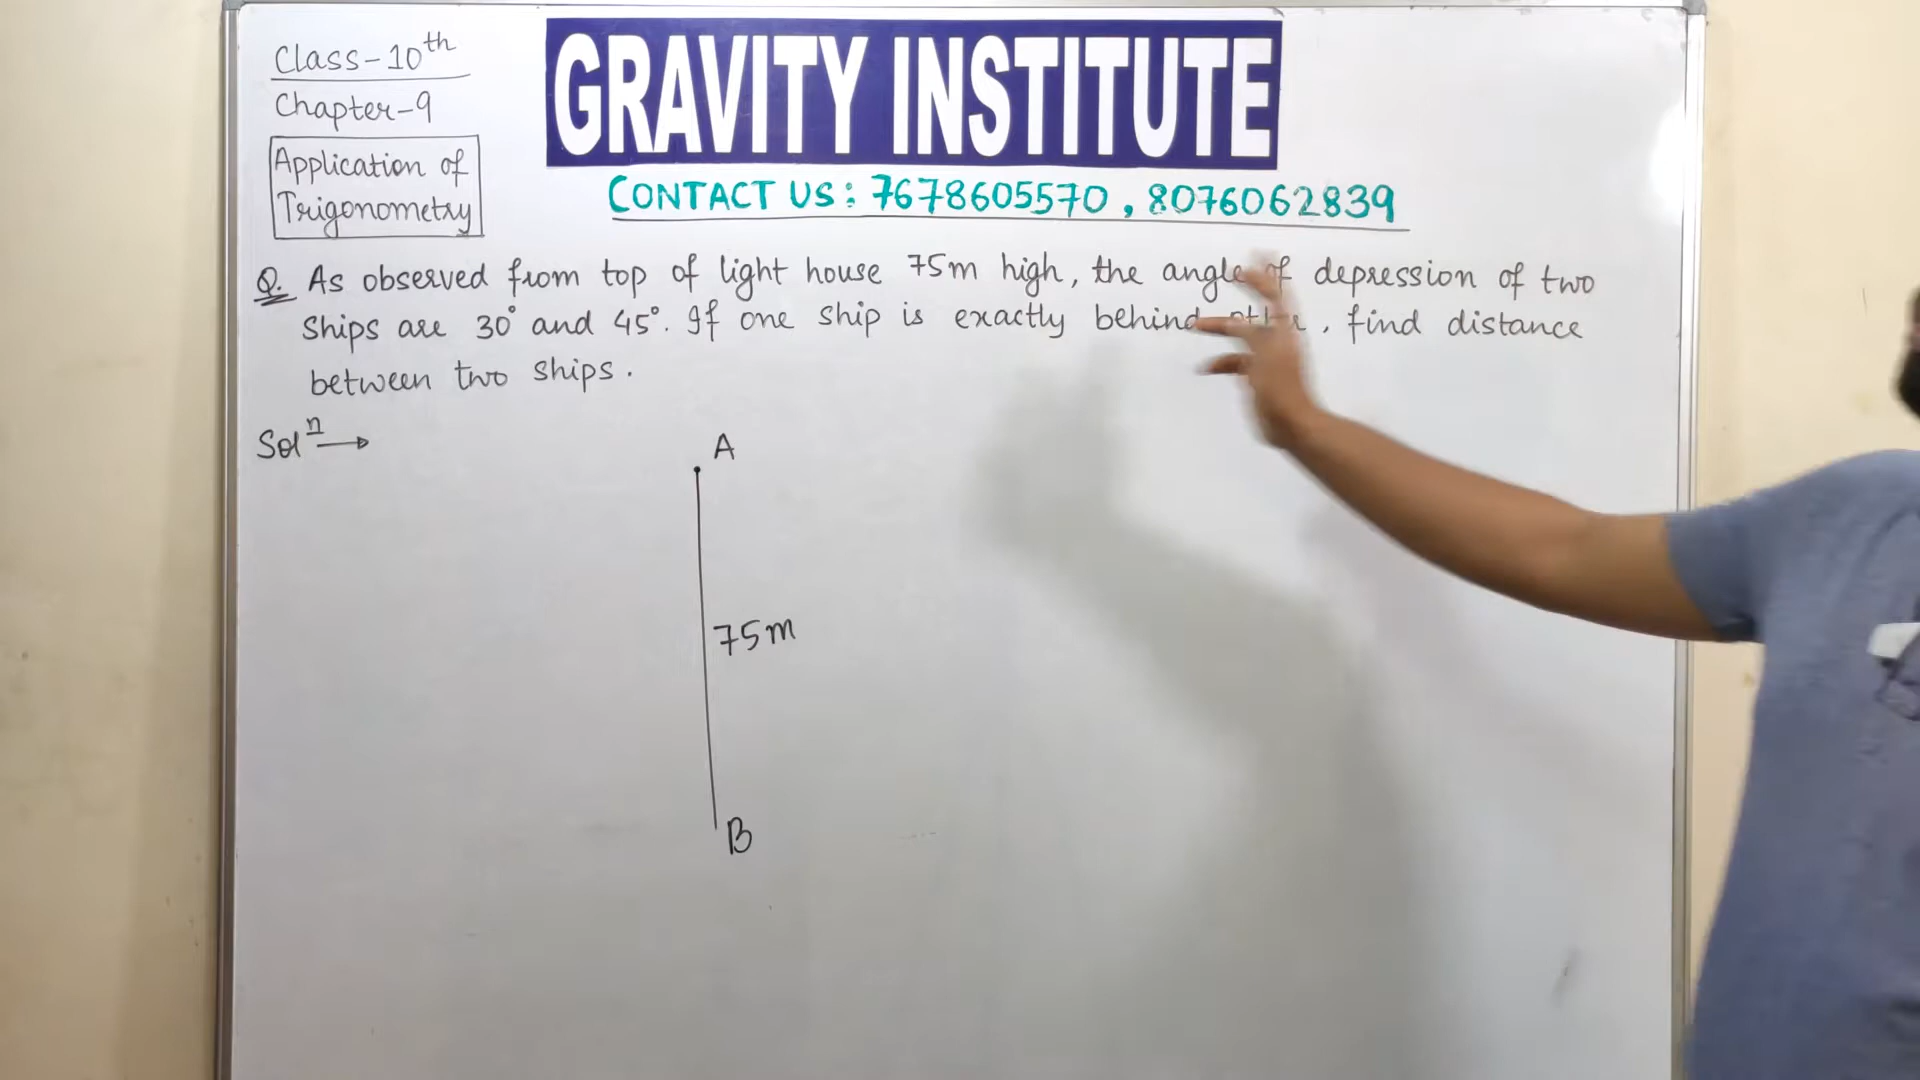 Class-10th
Chapter-9
Application of
Trigonometry
GRAVITY INSTITUTE
CONTACT US: 7678605570, 8076062839
Q. As observed from top of light house 75m high, the angle of depression of two
ships are 30° and 45°. If one ship is exactly behind , find distance
between two ships.
Solⁿ→
A
75m
B